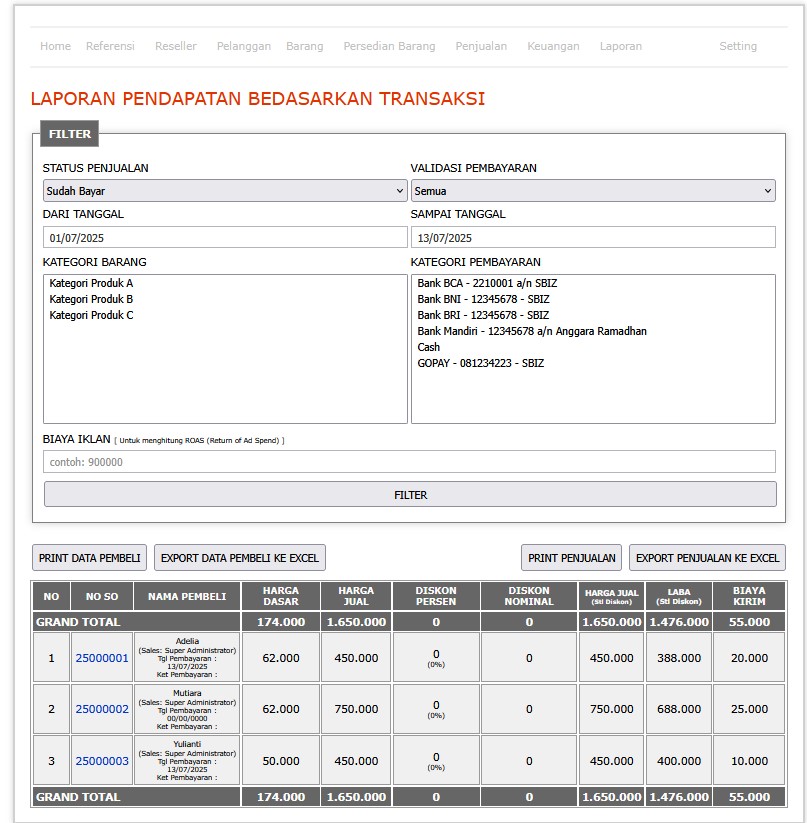 Home Referensi Reseller Pelanggan Barang Persedian Barang Penjualan Keuangan Laporan Setting
LAPORAN PENDAPATAN BEDASARKAN TRANSAKSI
FILTER
STATUS PENJUALAN VALIDASI PEMBAYARAN
Sudah Bayar Semua
DARI TANGGAL SAMPAI TANGGAL
01/07/2025 13/07/2025
KATEGORI BARANG KATEGORI PEMBAYARAN
Kategori Produk A Bank BCA - 2210001 a/n SBIZ
Kategori Produk B Bank BNI - 12345678 - SBIZ
Kategori Produk C Bank BRI - 12345678 - SBIZ
Bank Mandiri - 12345678 a/n Anggara Ramadhan
Cash
GOPAY - 081234223 - SBIZ
BIAYA IKLAN [ Untuk menghitung ROAS (Return of Ad Spend) ]
contoh: 900000
FILTER
PRINT DATA PEMBELI EXPORT DATA PEMBELI KE EXCEL PRINT PENJUALAN EXPORT PENJUALAN KE EXCEL
NO NO SO NAMA PEMBELI HARGA DASAR HARGA JUAL DISKON PERSEN DISKON NOMINAL HARGA JUAL (Stl Diskon) LABA (Stl Diskon) BIAYA KIRIM
GRAND TOTAL 174.000 1.650.000 0 0 1.650.000 1.476.000 55.000
1 25000001 Adelia (Sales: Super Administrator) Tgl Pembayaran : 13/07/2025 Ket Pembayaran : 62.000 450.000 0 (0%) 0 450.000 388.000 20.000
2 25000002 Mutiara (Sales: Super Administrator) Tgl Pembayaran : 00/00/0000 Ket Pembayaran : 62.000 750.000 0 (0%) 0 750.000 688.000 25.000
3 25000003 Yulianti (Sales: Super Administrator) Tgl Pembayaran : 13/07/2025 Ket Pembayaran : 50.000 450.000 0 (0%) 0 450.000 400.000 10.000
GRAND TOTAL 174.000 1.650.000 0 0 1.650.000 1.476.000 55.000